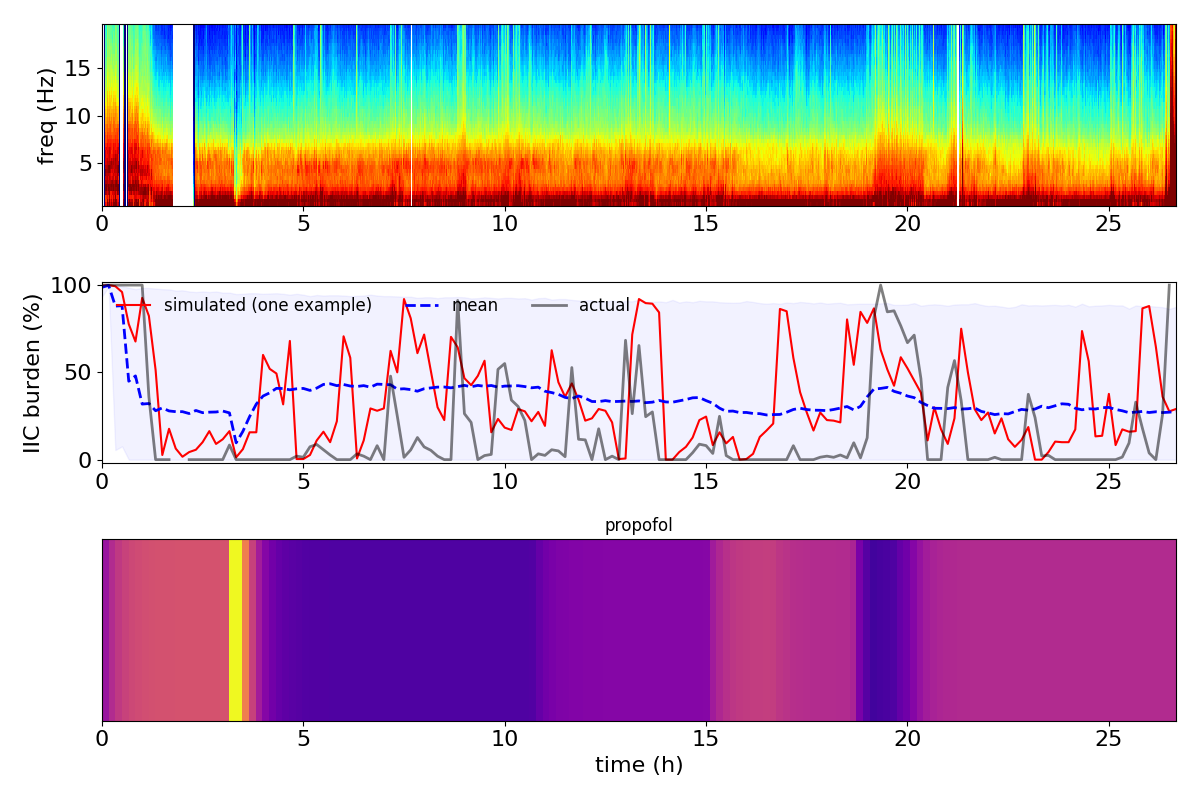 freq (Hz)
15
10
5
0 5 10 15 20 25
IIC burden (%)
100
50
0
simulated (one example) mean actual
0 5 10 15 20 25
propofol
0 5 10 15 20 25
time (h)